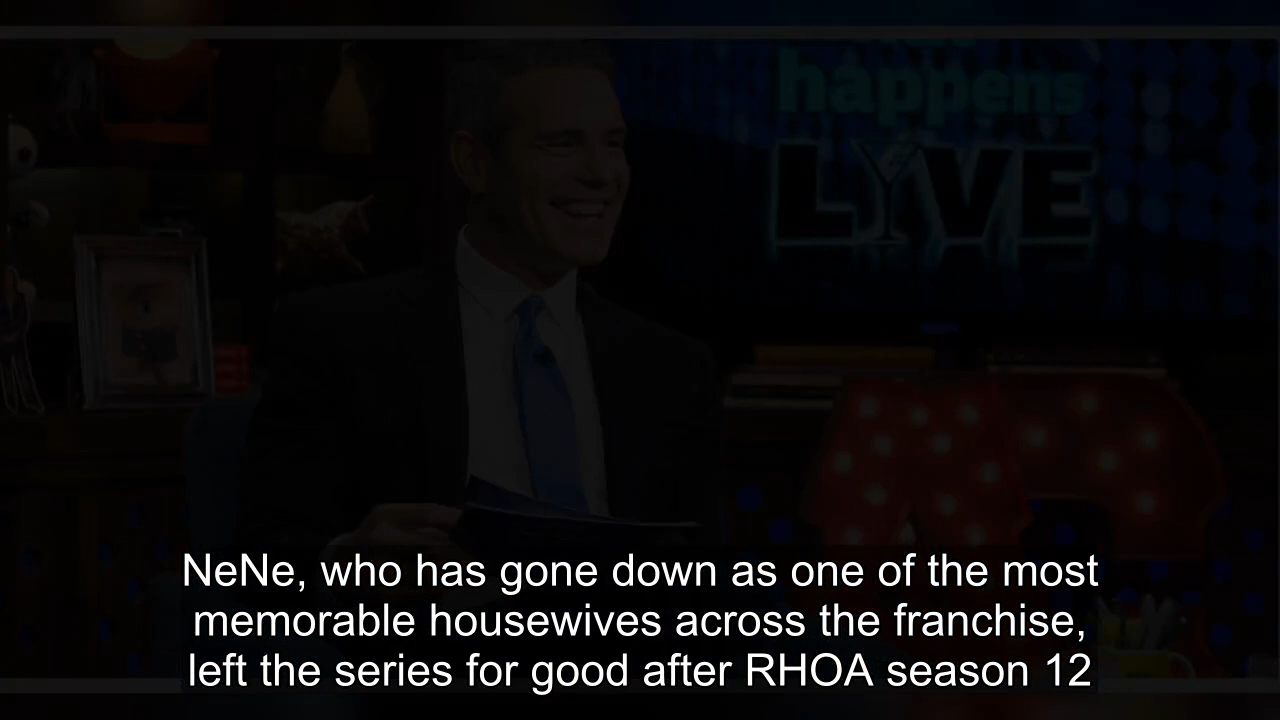 happens
LIVE
NeNe, who has gone down as one of the most
memorable housewives across the franchise,
left the series for good after RHOA season 12